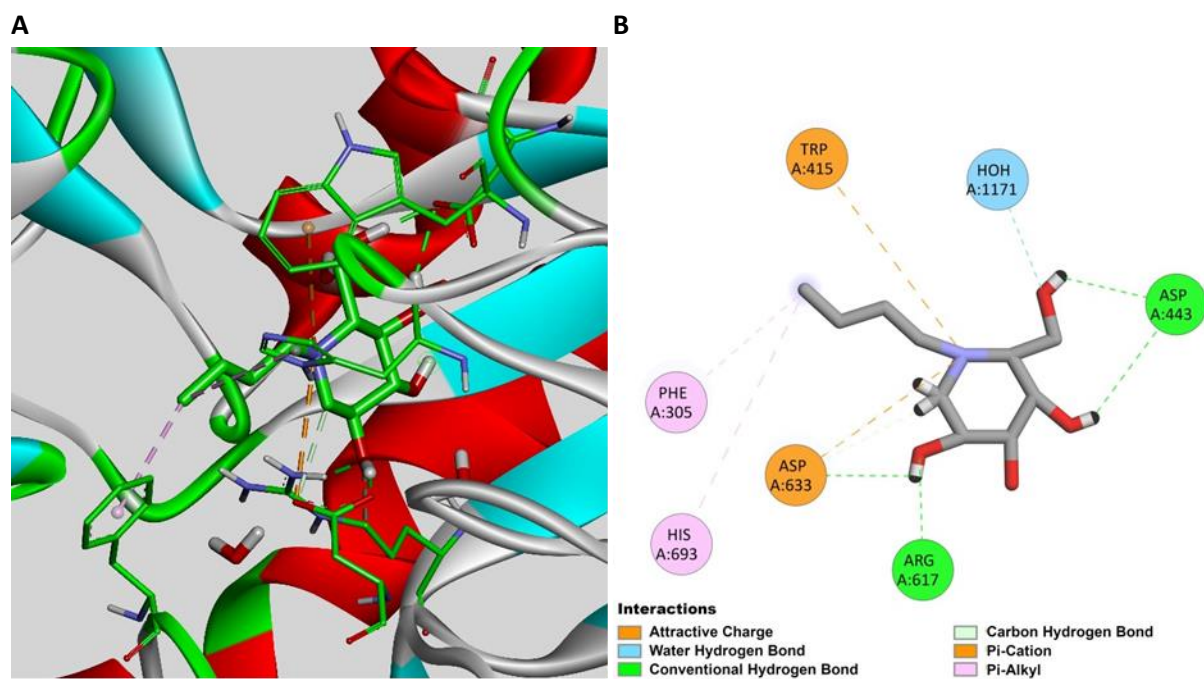 A
B
TRP
A:415
HOH
A:1171
ASP
A:443
PHE
A:305
ASP
A:633
HIS
A:693
ARG
A:617
Interactions
Attractive Charge
Water Hydrogen Bond
Conventional Hydrogen Bond
Carbon Hydrogen Bond
Pi-Cation
Pi-Alkyl